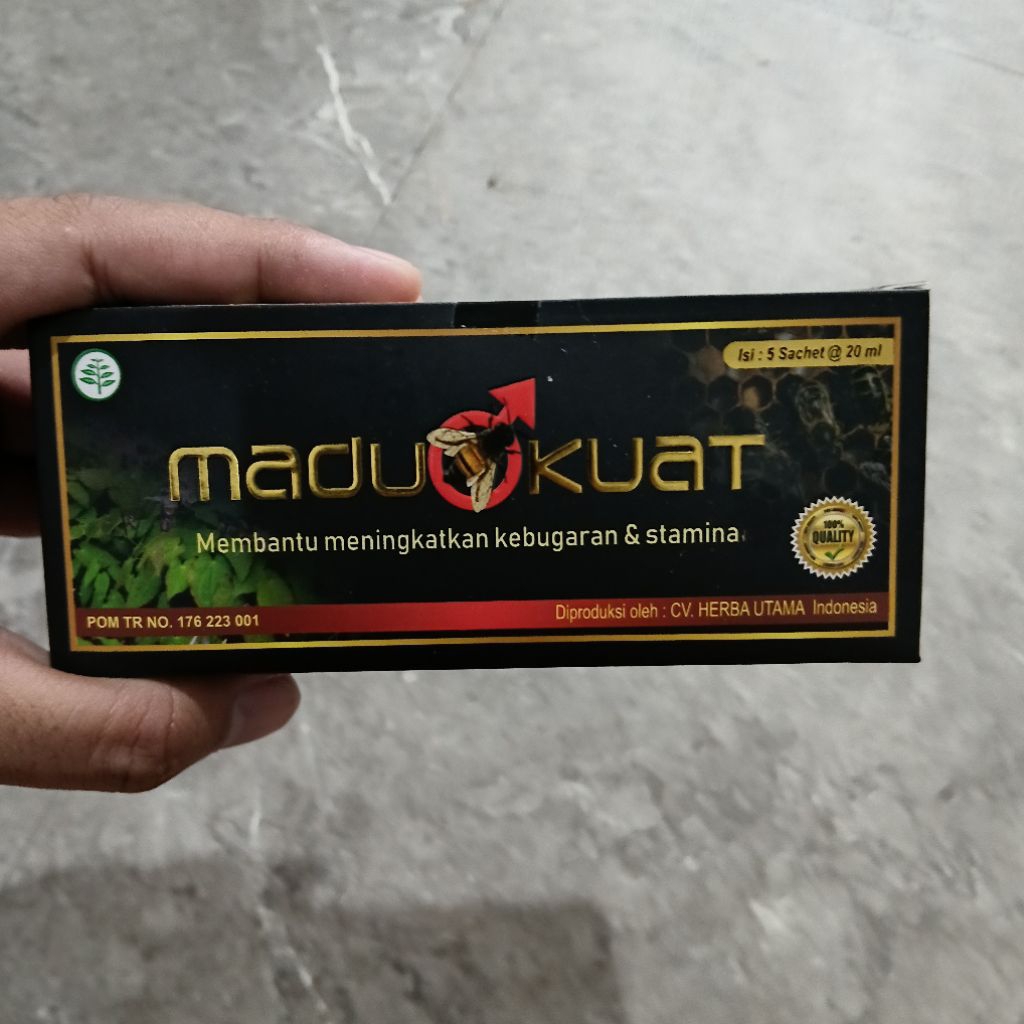 Isi : 5 Sachet @ 20 ml
maduKUaT
Membantu meningkatkan kebugaran & stamina
100%
QUALITY
POM TR NO. 176 223 001
Diproduksi oleh : CV. HERBA UTAMA Indonesia